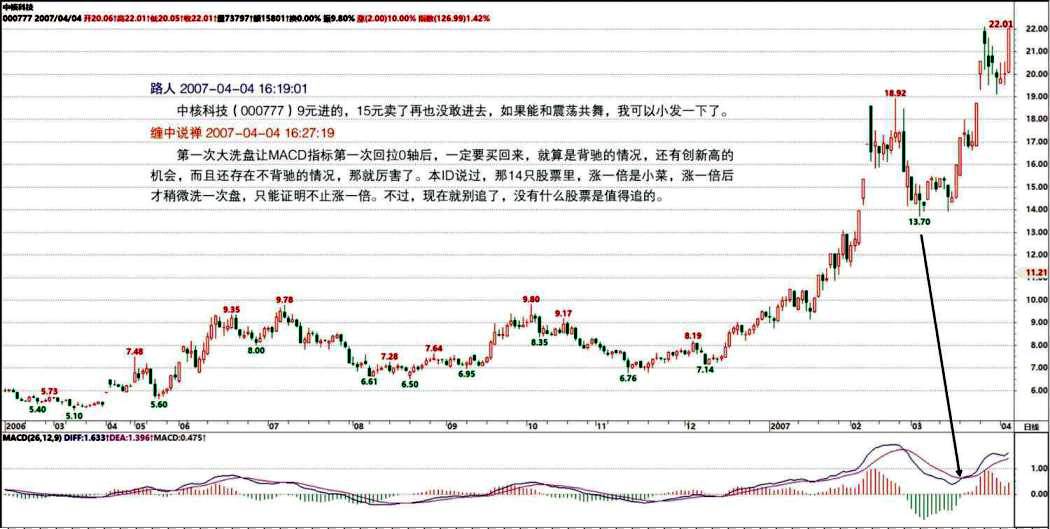 中核科技
000777 2007/04/04 开20.06↑高22.01↑低20.05↑收22.01↑量73797↑额15801↑换0.00% 振9.80% 涨(2.00)10.00% 指数(126.99)1.42%
22.01
22.00
21.00
路人 2007-04-04 16:19:01
20.00
中核科技（000777）9元进的，15元卖了再也没敢进去，如果能和震荡共舞，我可以小发一下了。
18.92
19.00
缠中说禅 2007-04-04 16:27:19
18.00
第一次大洗盘让MACD指标第一次回拉0轴后，一定要买回来，就算是背驰的情况，还有创新高的
17.00
机会，而且还存在不背驰的情况，那就厉害了。本ID说过，那14只股票里，涨一倍是小菜，涨一倍后
16.00
才稍微洗一次盘，只能证明不止涨一倍。不过，现在就别追了，没有什么股票是值得追的。
15.00
14.00
13.70
13.00
12.00
11.21
10.00
9.35 9.78 9.80 9.17
9.00
8.00 8.35 8.19
8.00
7.48 7.28 7.64
7.00
6.61 6.50 6.95 6.76 7.14
6.00
5.73 5.60
5.40 5.10
2006 03 04 05 06 07 08 09 10 11 12 2007 02 03 04 日线
MACD(26,12,9) DIFF:1.633↑DEA:1.396↑MACD:0.475↑
1.00
0.00